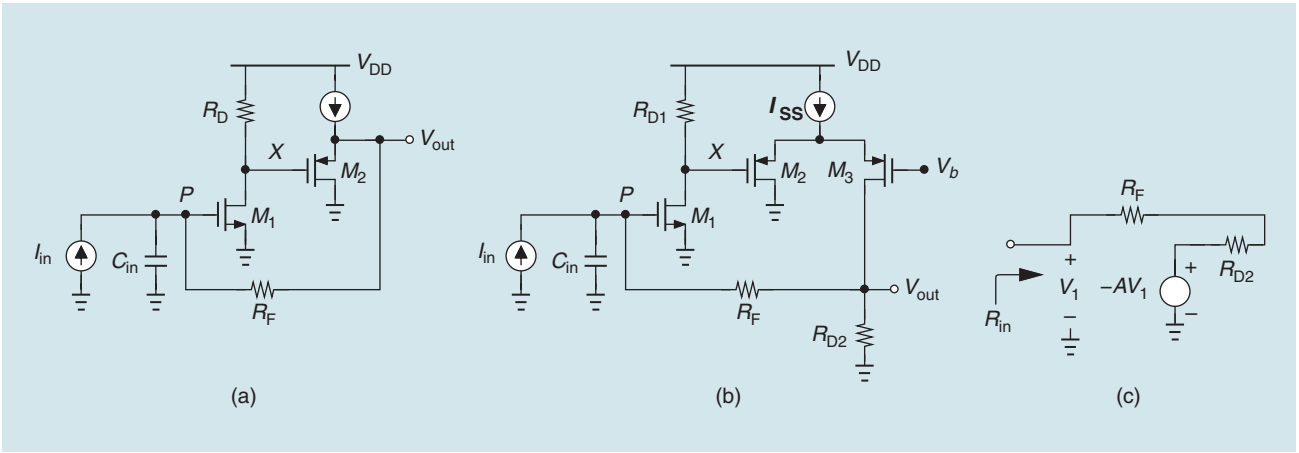 V_DD
R_D
V_out
X
M_2
P
M_1
I_in
C_in
R_F
(a)
V_DD
R_D1
I_SS
X
M_2
M_3
V_b
P
M_1
I_in
C_in
R_F
V_out
R_D2
(b)
R_F
R_D2
+
V_1
–
–AV_1
+
–
R_in
(c)